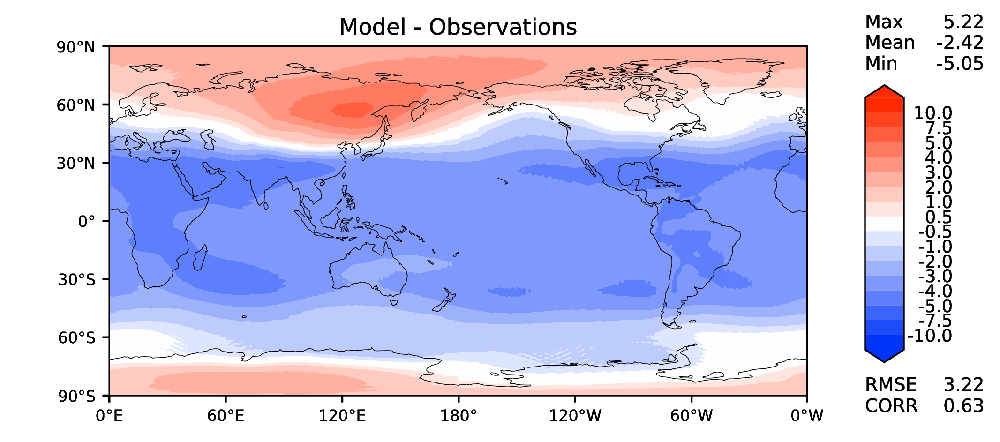 Model - Observations
Max 5.22
Mean -2.42
Min -5.05
90°N
60°N
30°N
0°
30°S
60°S
90°S
0°E 60°E 120°E 180° 120°W 60°W 0°W
10.0
7.5
5.0
4.0
3.0
2.0
1.0
0.5
-0.5
-1.0
-2.0
-3.0
-4.0
-5.0
-7.5
-10.0
RMSE 3.22
CORR 0.63